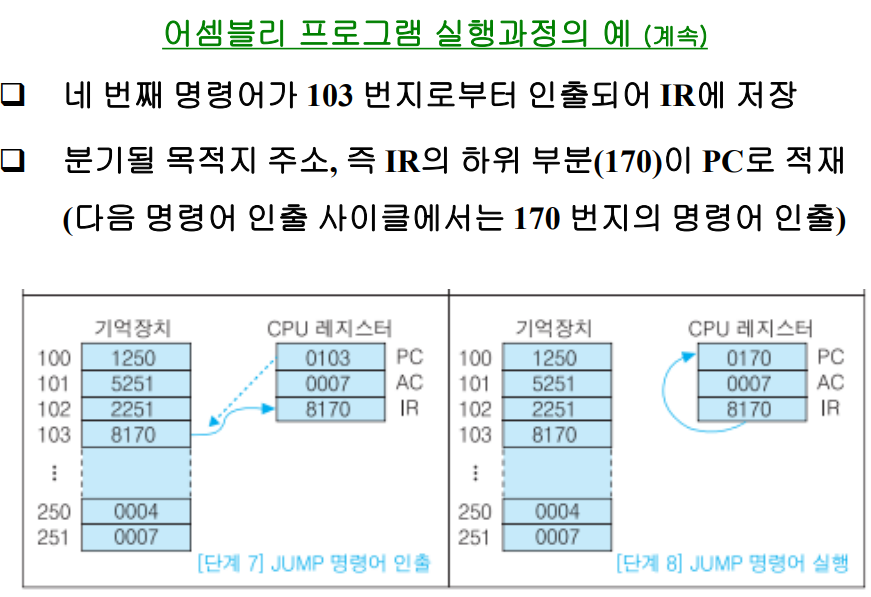 어셈블리 프로그램 실행과정의 예 (계속)
❑ 네 번째 명령어가 103 번지로부터 인출되어 IR에 저장
❑ 분기될 목적지 주소, 즉 IR의 하위 부분(170)이 PC로 적재
(다음 명령어 인출 사이클에서는 170 번지의 명령어 인출)
기억장치 CPU 레지스터
100 1250 0103 PC
101 5251 0007 AC
102 2251 8170 IR
103 8170
⋮
250 0004
251 0007
[단계 7] JUMP 명령어 인출
기억장치 CPU 레지스터
100 1250 0170 PC
101 5251 0007 AC
102 2251 8170 IR
103 8170
⋮
250 0004
251 0007
[단계 8] JUMP 명령어 실행